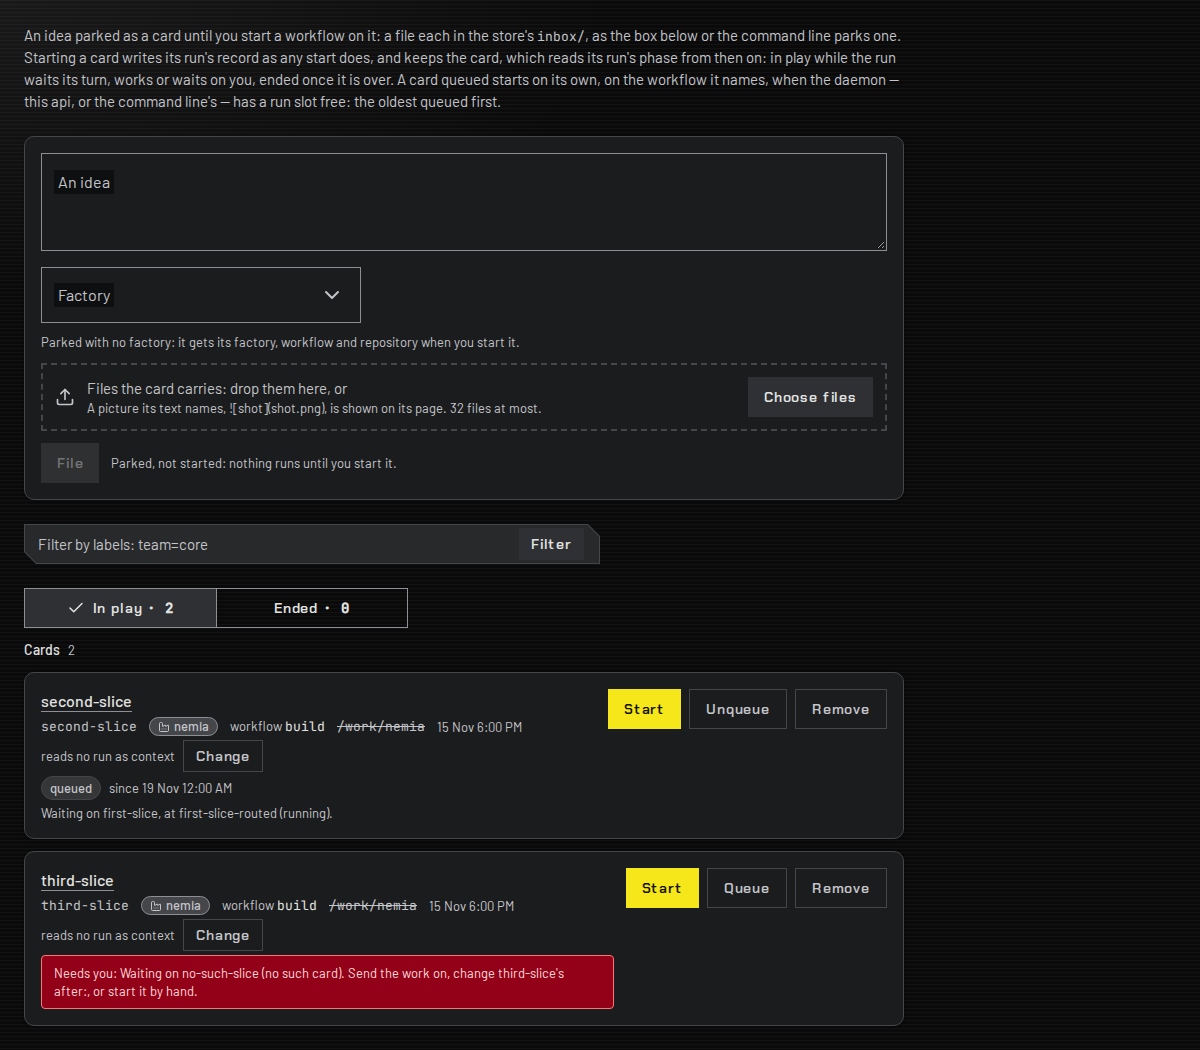 An idea parked as a card until you start a workflow on it: a file each in the store's inbox/, as the box below or the command line parks one.
Starting a card writes its run's record as any start does, and keeps the card, which reads its run's phase from then on: in play while the run
waits its turn, works or waits on you, ended once it is over. A card queued starts on its own, on the workflow it names, when the daemon —
this api, or the command line's — has a run slot free: the oldest queued first.
An idea
Factory
Parked with no factory: it gets its factory, workflow and repository when you start it.
Files the card carries: drop them here, or
A picture its text names, ![shot](shot.png), is shown on its page. 32 files at most.
Choose files
File
Parked, not started: nothing runs until you start it.
Filter by labels: team=core
Filter
In play • 2
Ended • 0
Cards 2
second-slice
Start
Unqueue
Remove
second-slice nemla workflow build /work/nemia 15 Nov 6:00 PM
reads no run as context
Change
queued since 19 Nov 12:00 AM
Waiting on first-slice, at first-slice-routed (running).
third-slice
Start
Queue
Remove
third-slice nemla workflow build /work/nemia 15 Nov 6:00 PM
reads no run as context
Change
Needs you: Waiting on no-such-slice (no such card). Send the work on, change third-slice's
after:, or start it by hand.